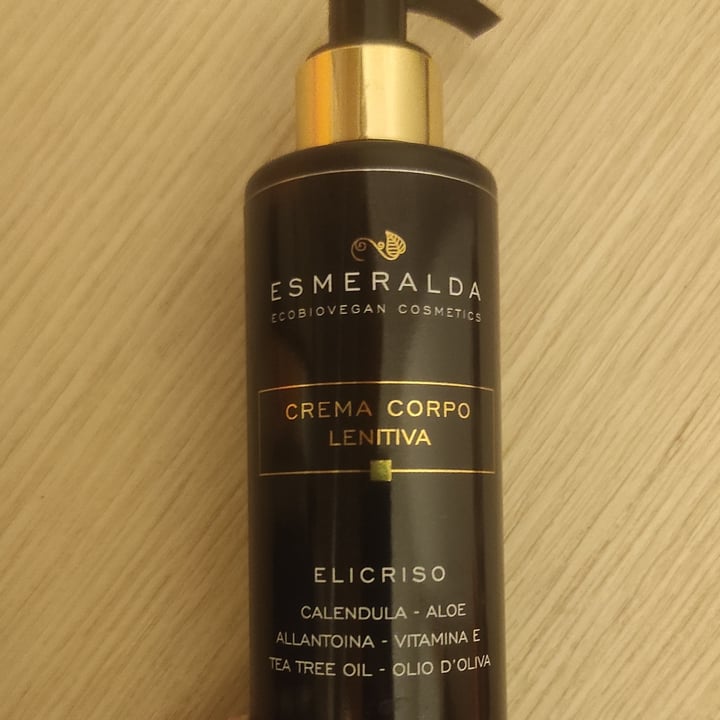 ESMERALDA
ECOBIOVEGAN COSMETICS
CREMA CORPO
LENITIVA
ELICRISO
CALENDULA - ALOE
ALLANTOINA - VITAMINA E
TEA TREE OIL - OLIO D'OLIVA